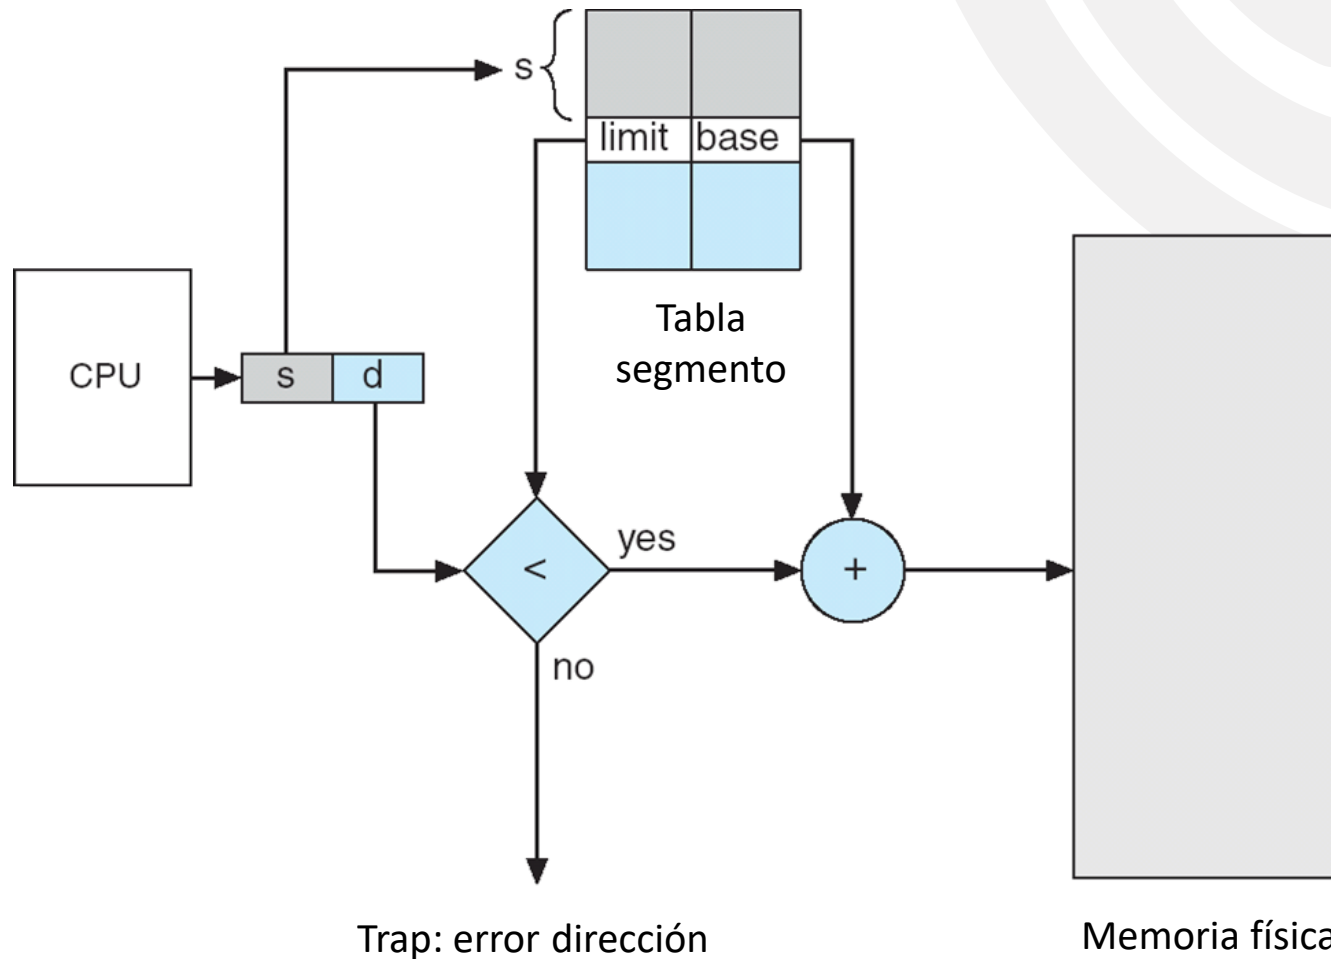 s
limit base
Tabla
segmento
CPU
s d
yes
<
+
no
Trap: error dirección
Memoria física